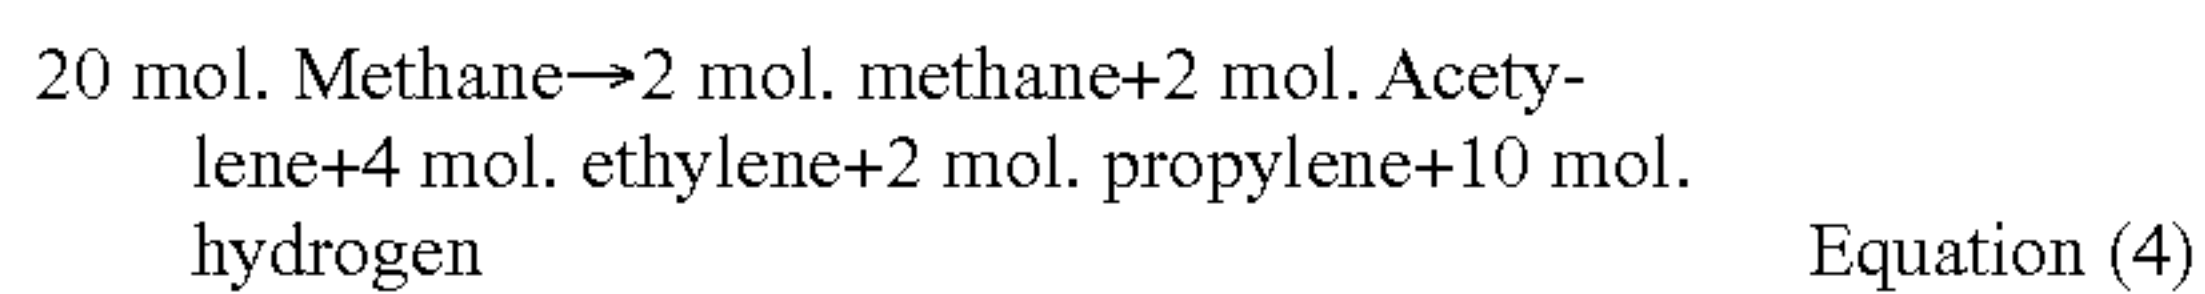 20 mol. Methane→2 mol. methane+2 mol. Acety-
lene+4 mol. ethylene+2 mol. propylene+10 mol.
hydrogen Equation (4)